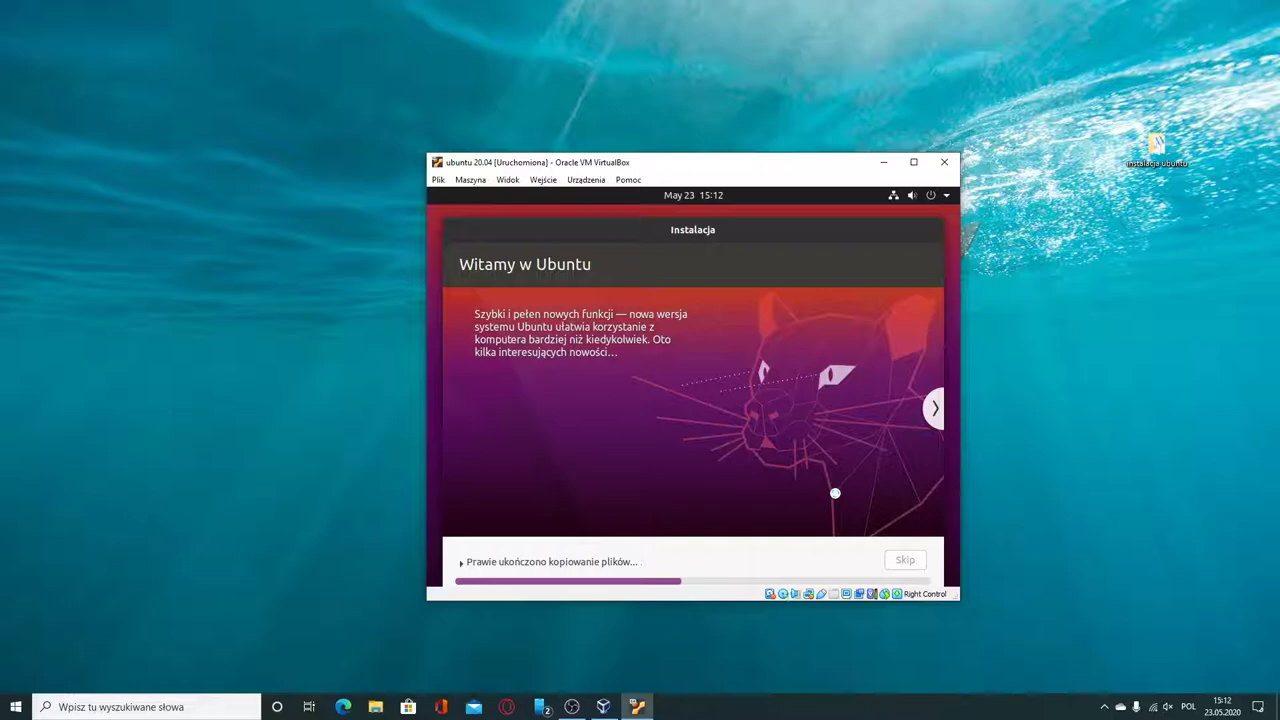 instalacja ubuntu
ubuntu 20.04 [Uruchomiona] - Oracle VM VirtualBox
Plik Maszyna Widok Wejście Urządzenia Pomoc
May 23 15:12
Instalacja
Witamy w Ubuntu
Szybki i pełen nowych funkcji — nowa wersja
systemu Ubuntu ułatwia korzystanie z
komputera bardziej niż kiedykolwiek. Oto
kilka interesujących nowości...
Prawie ukończono kopiowanie plików...
Skip
Right Control
Wpisz tu wyszukiwane słowa
2
POL
15:12
23.05.2020